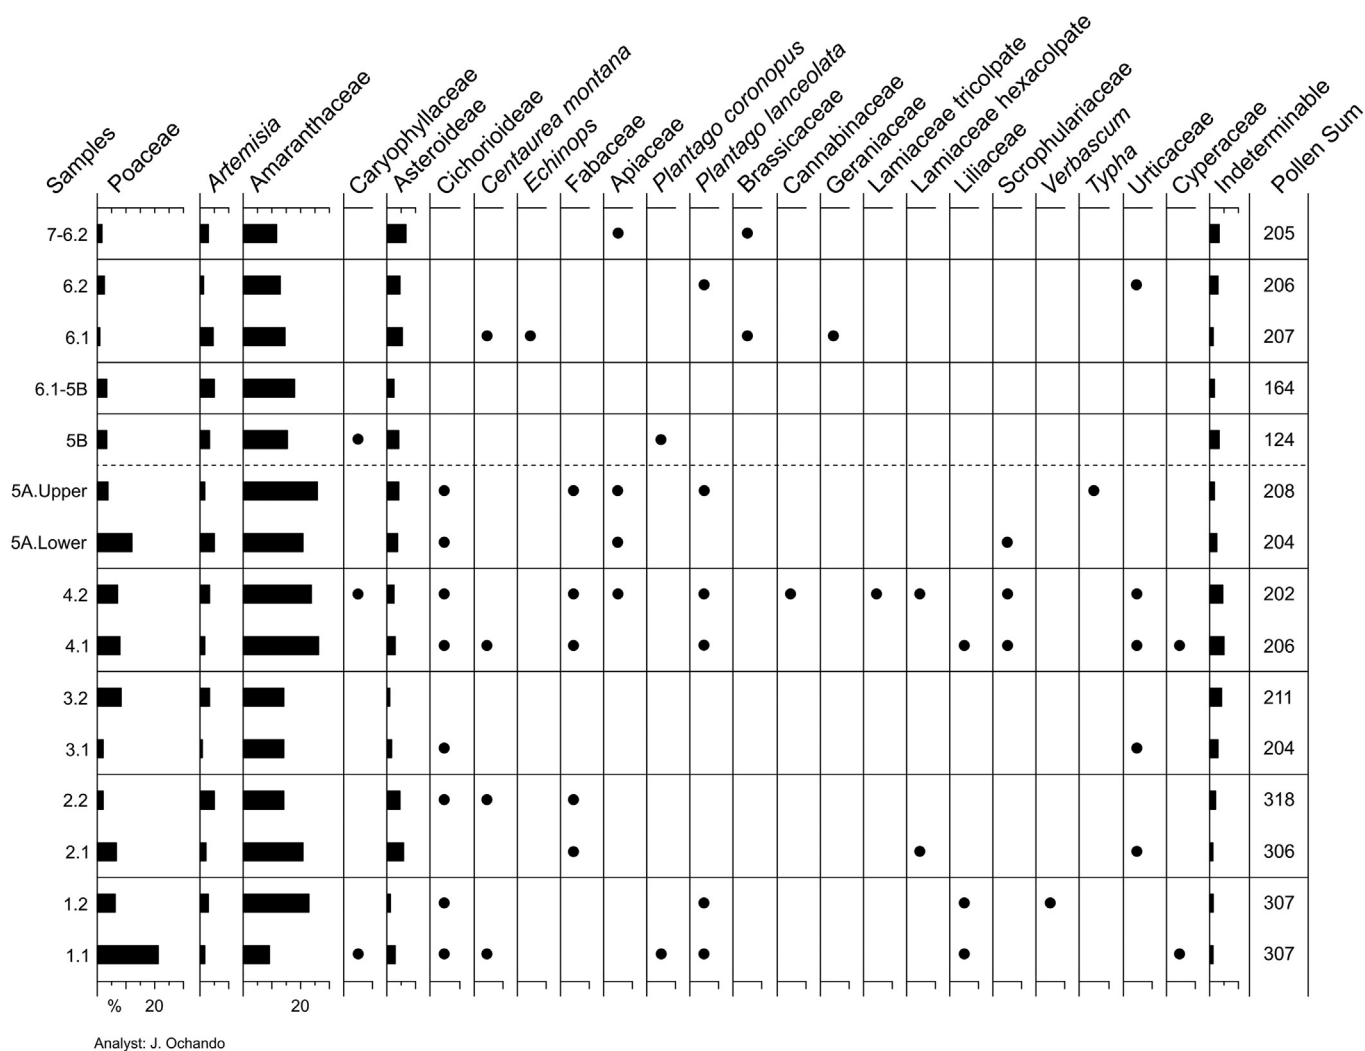 Samples
Poaceae
Artemisia
Amaranthaceae
Caryophyllaceae
Asteroideae
Cichorioideae
Centaurea montana
Echinops
Fabaceae
Apiaceae
Plantago coronopus
Plantago lanceolata
Brassicaceae
Cannabinaceae
Geraniaceae
Lamiaceae tricolpate
Lamiaceae hexacolpate
Liliaceae
Scrophulariaceae
Verbascum
Typha
Urticaceae
Cyperaceae
Indeterminable
Pollen Sum
7-6.2 205
6.2 206
6.1 207
6.1-5B 164
5B 124
5A.Upper 208
5A.Lower 204
4.2 202
4.1 206
3.2 211
3.1 204
2.2 318
2.1 306
1.2 307
1.1 307
% 20 20
Analyst: J. Ochando